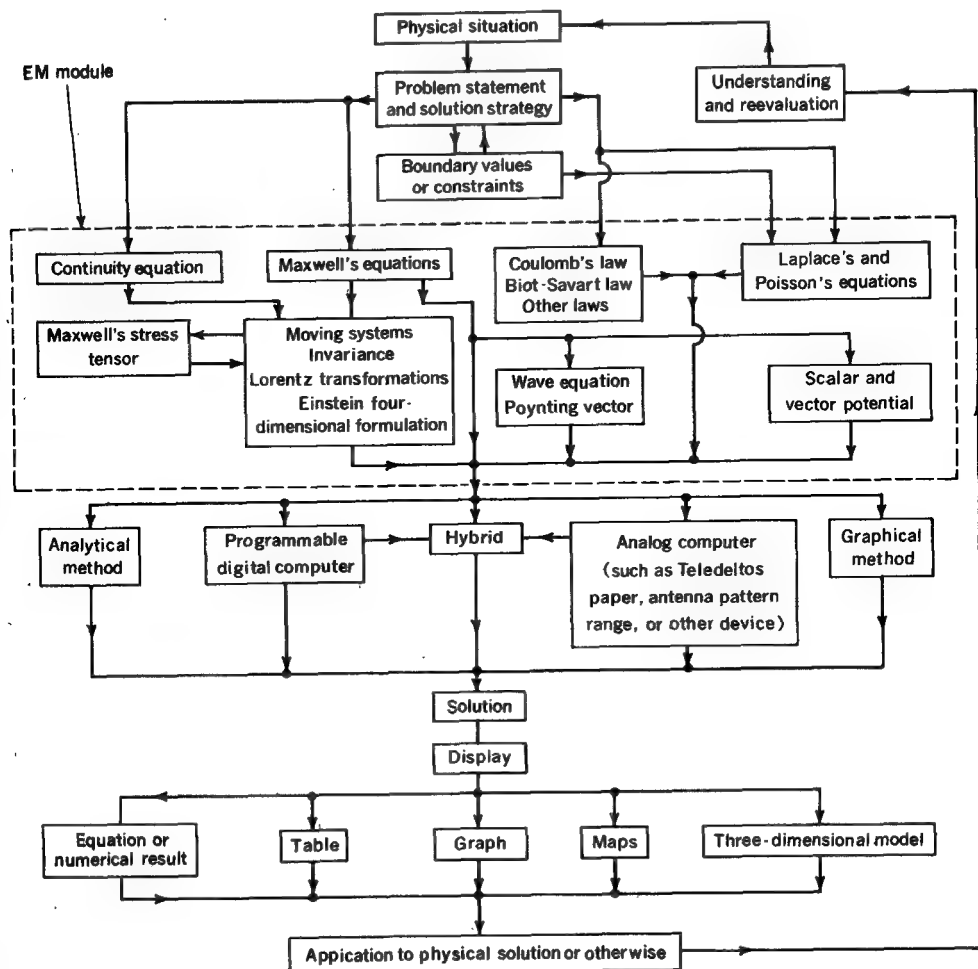 Physical situation
EM module
Problem statement
and solution strategy
Understanding
and reevaluation
Boundary values
or constraints
Continuity equation
Maxwell's equations
Coulomb's law
Biot-Savart law
Other laws
Laplace's and
Poisson's equations
Maxwell's stress
tensor
Moving systems
Invariance
Lorentz transformations
Einstein four-
dimensional formulation
Wave equation
Poynting vector
Scalar and
vector potential
Analytical
method
Programmable
digital computer
Hybrid
Analog computer
(such as Teledeltos
paper, antenna pattern
range, or other device)
Graphical
method
Solution
Display
Equation or
numerical result
Table
Graph
Maps
Three-dimensional model
Appication to physical solution or otherwise